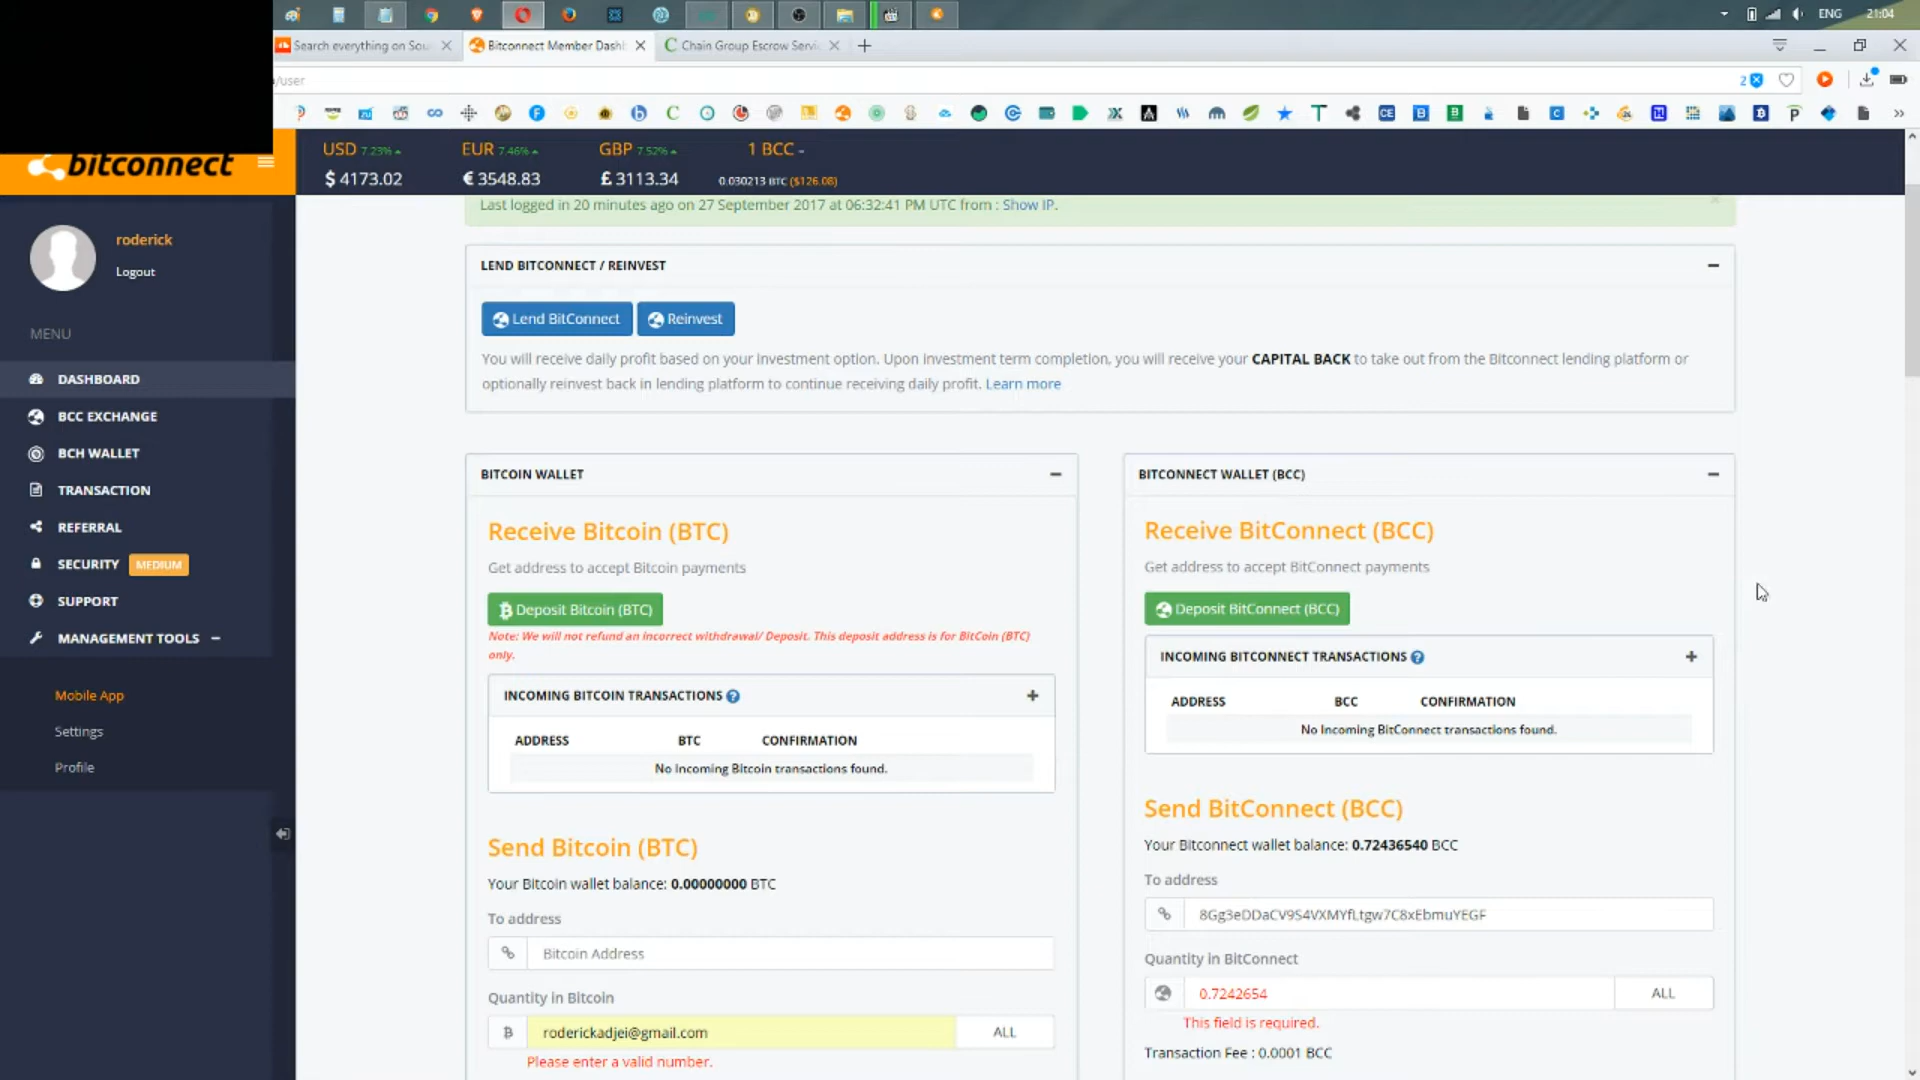 ENG 21:04
Search everything on Sou
Bitconnect Member Dash
Chain Group Escrow Servi
/user
2
bitconnect
USD 7.23%
EUR 7.46%
GBP 7.52%
1 BCC -
$ 4173.02
€ 3548.83
£ 3113.34
0.030213 BTC ($126.08)
Last logged in 20 minutes ago on 27 September 2017 at 06:32:41 PM UTC from : Show IP.
roderick
Logout
MENU
DASHBOARD
BCC EXCHANGE
BCH WALLET
TRANSACTION
REFERRAL
SECURITY MEDIUM
SUPPORT
MANAGEMENT TOOLS
Mobile App
Settings
Profile
LEND BITCONNECT / REINVEST
Lend BitConnect
Reinvest
You will receive daily profit based on your investment option. Upon investment term completion, you will receive your CAPITAL BACK to take out from the Bitconnect lending platform or
optionally reinvest back in lending platform to continue receiving daily profit. Learn more
BITCOIN WALLET
Receive Bitcoin (BTC)
Get address to accept Bitcoin payments
Deposit Bitcoin (BTC)
Note: We will not refund an incorrect withdrawal/ Deposit. This deposit address is for BitCoin (BTC)
only.
INCOMING BITCOIN TRANSACTIONS
ADDRESS BTC CONFIRMATION
No Incoming Bitcoin transactions found.
Send Bitcoin (BTC)
Your Bitcoin wallet balance: 0.00000000 BTC
To address
Bitcoin Address
Quantity in Bitcoin
roderickadjei@gmail.com
ALL
Please enter a valid number.
BITCONNECT WALLET (BCC)
Receive BitConnect (BCC)
Get address to accept BitConnect payments
Deposit BitConnect (BCC)
INCOMING BITCONNECT TRANSACTIONS
ADDRESS BCC CONFIRMATION
No Incoming BitConnect transactions found.
Send BitConnect (BCC)
Your Bitconnect wallet balance: 0.72436540 BCC
To address
8Gg3eDDaCV9S4VXMYfLtgw7C8xEbmuYEGF
Quantity in BitConnect
0.7242654
ALL
This field is required.
Transaction Fee : 0.0001 BCC